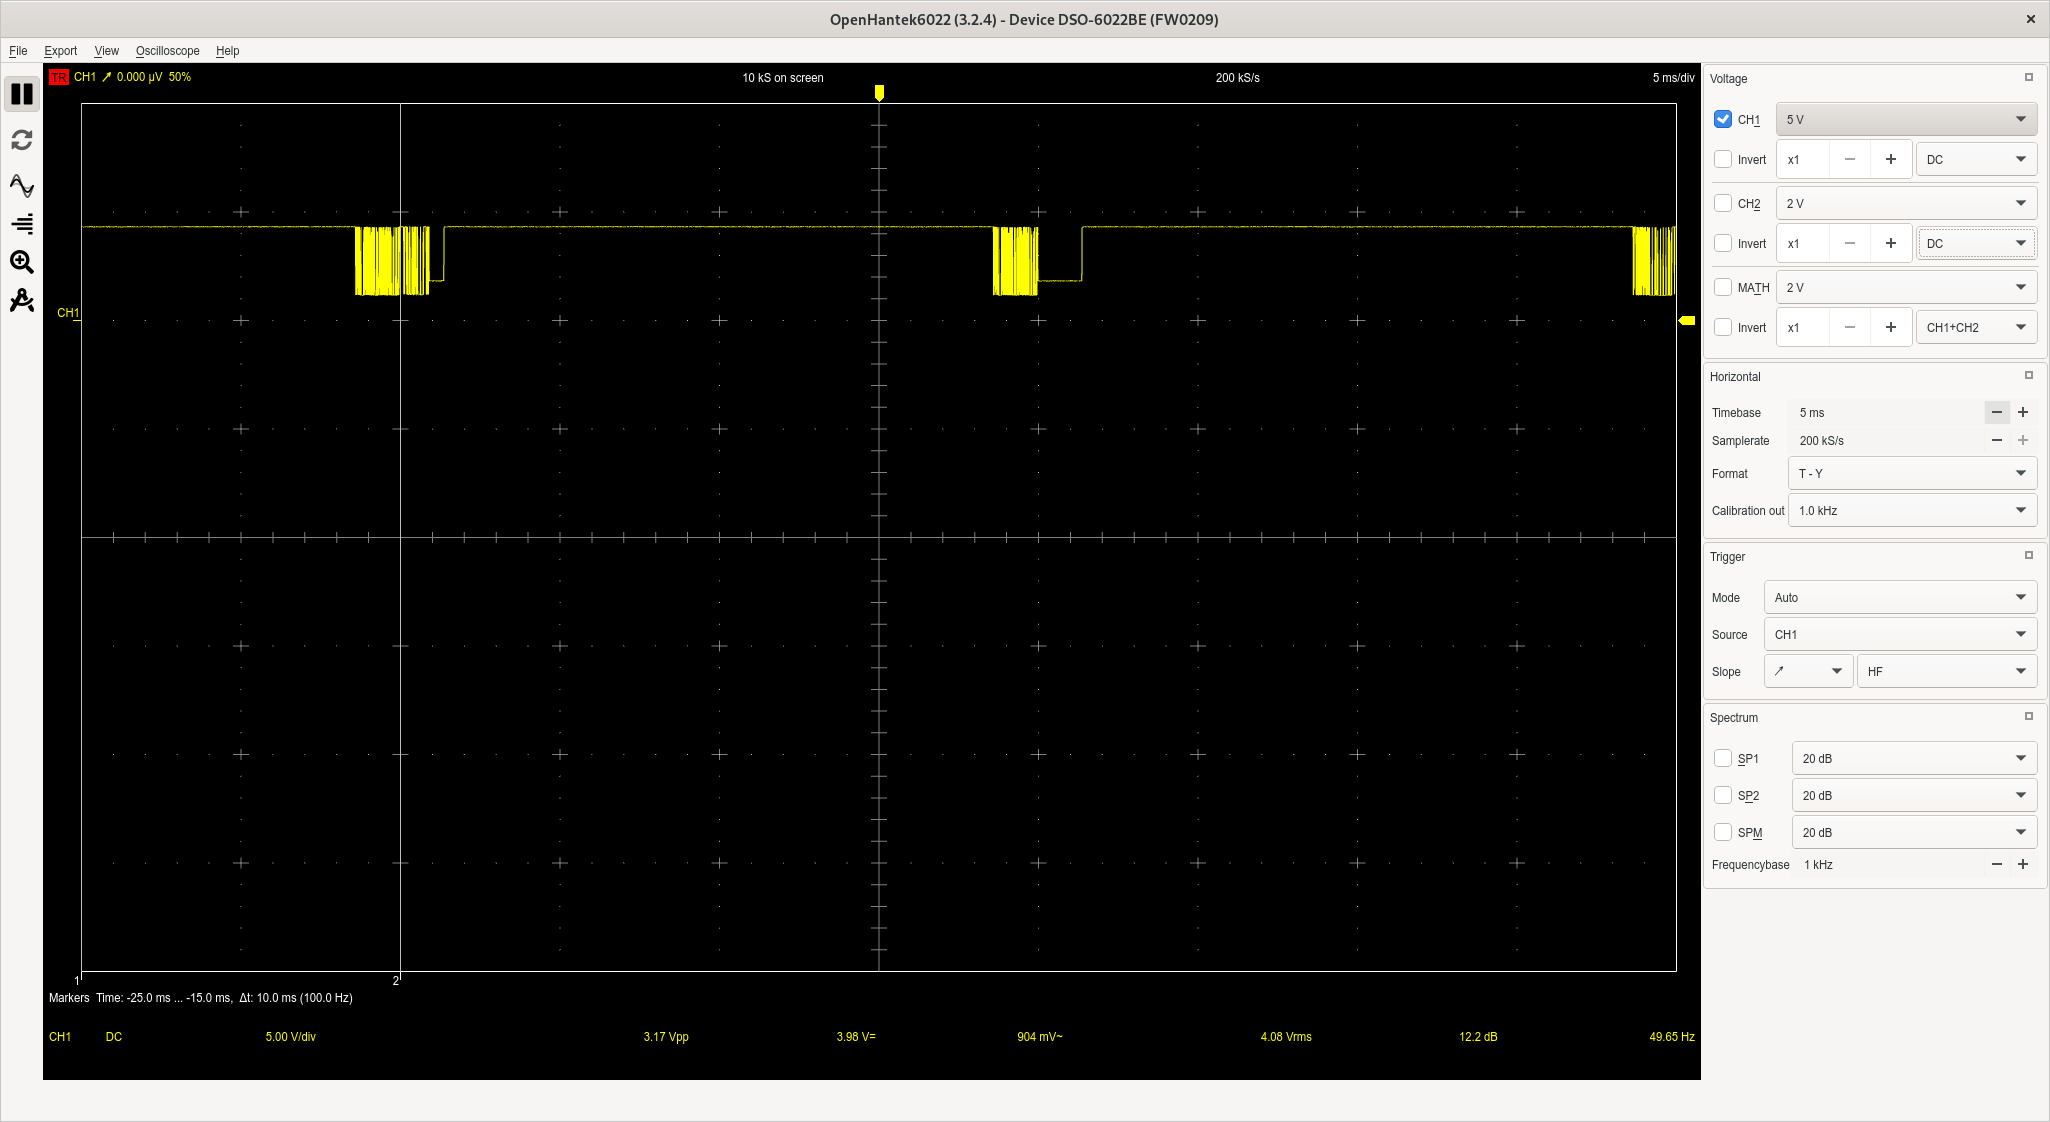 OpenHantek6022 (3.2.4) - Device DSO-6022BE (FW0209)
File Export View Oscilloscope Help
TR CH1 0.000 µV 50% 10 kS on screen 200 kS/s 5 ms/div
CH1
1 2
Markers Time: -25.0 ms ... -15.0 ms, Δt: 10.0 ms (100.0 Hz)
CH1 DC 5.00 V/div 3.17 Vpp 3.98 V= 904 mV~ 4.08 Vrms 12.2 dB 49.65 Hz
Voltage
CH1 5 V
Invert x1 − + DC
CH2 2 V
Invert x1 − + DC
MATH 2 V
Invert x1 − + CH1+CH2
Horizontal
Timebase 5 ms − +
Samplerate 200 kS/s − +
Format T - Y
Calibration out 1.0 kHz
Trigger
Mode Auto
Source CH1
Slope HF
Spectrum
SP1 20 dB
SP2 20 dB
SPM 20 dB
Frequencybase 1 kHz − +